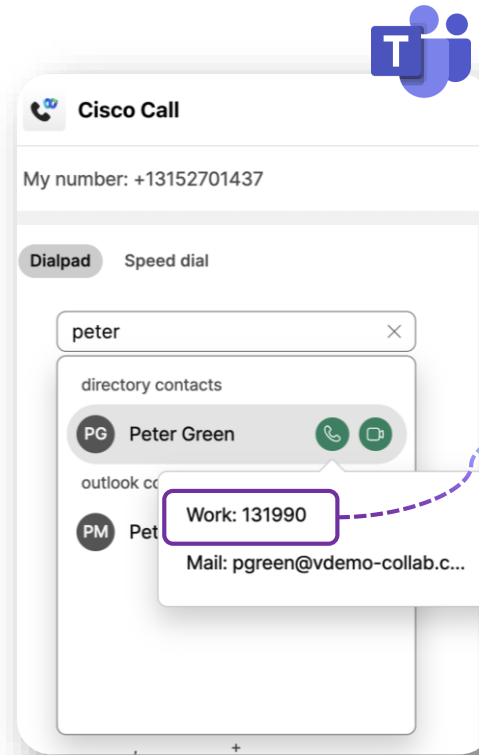 T
Cisco Call
My number: +13152701437
Dialpad Speed dial
peter
directory contacts
PG Peter Green
outlook co
Work: 131990
PM Pet
Mail: pgreen@vdemo-collab.c...
+